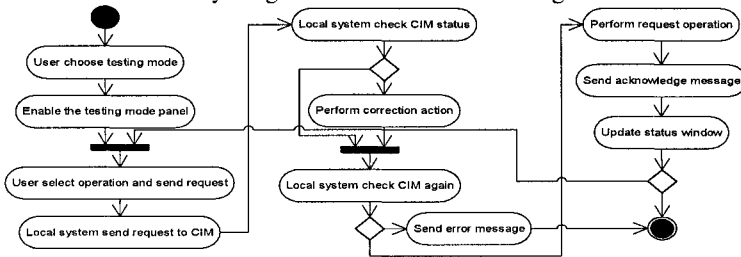 User choose testing mode
Enable the testing mode panel
User select operation and send request
Local system send request to CIM
Local system check CIM status
Perform correction action
Local system check CIM again
Send error message
Perform request operation
Send acknowledge message
Update status window